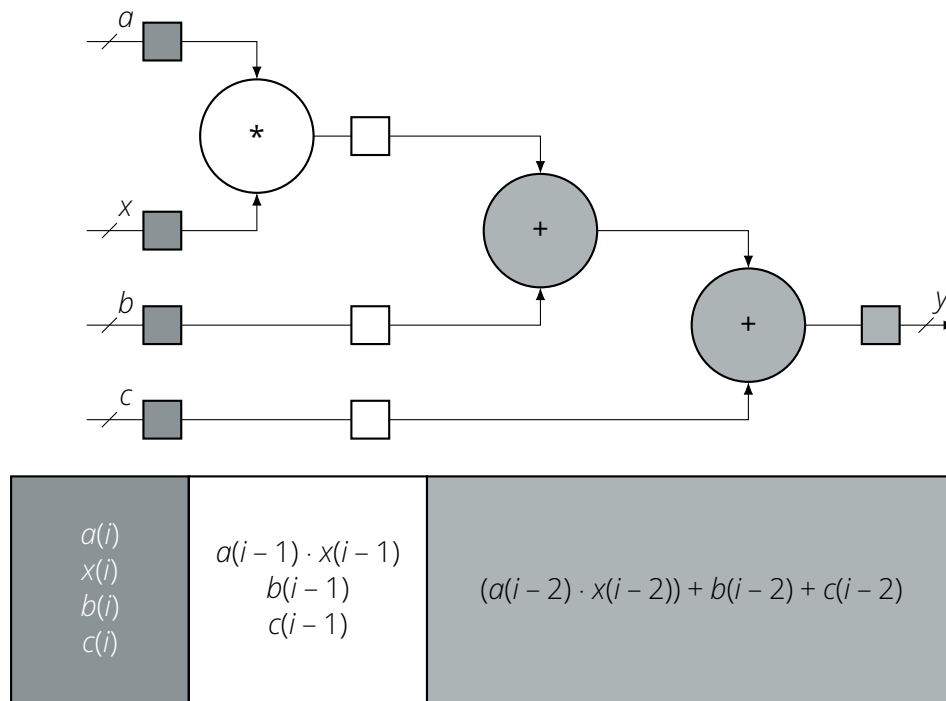 a
*
x
+
b
+
y
c
a(i)
x(i)
b(i)
c(i)
a(i – 1) · x(i – 1)
b(i – 1)
c(i – 1)
(a(i – 2) · x(i – 2)) + b(i – 2) + c(i – 2)